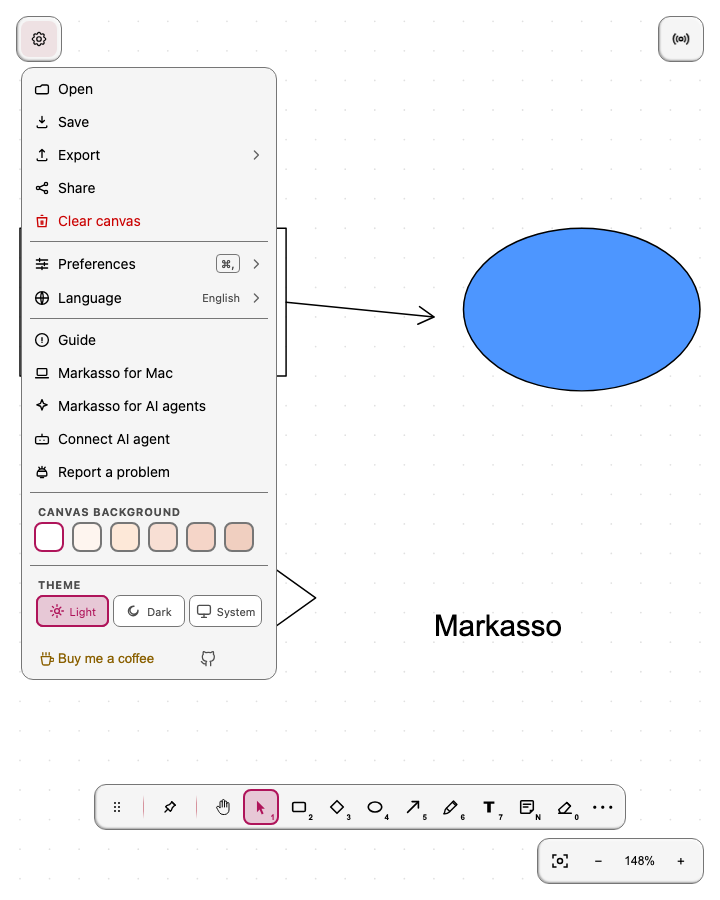 Open
Save
Export
Share
Clear canvas
Preferences ⌘,
Language English
Guide
Markasso for Mac
Markasso for AI agents
Connect AI agent
Report a problem
CANVAS BACKGROUND
THEME
Light Dark System
Markasso
Buy me a coffee
1 2 3 4 5 6 T 7 N 0
− 148% +